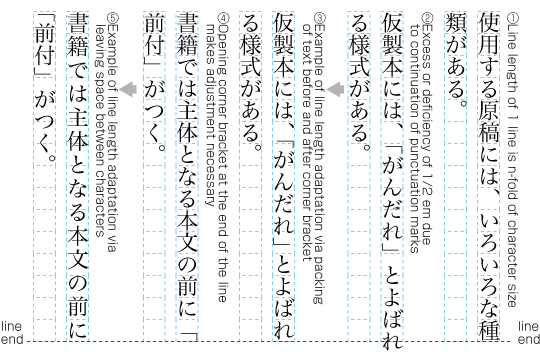 ①Line length of 1 line is n-fold of character size
使用する原稿には、いろいろな種
類がある。
②Excess or deficiency of 1/2 em due
to continuation of punctuation marks
仮製本には、「がんだれ」とよばれ
る様式がある。
③Example of line length adaptation via packing
of text before and after corner bracket
仮製本には、「がんだれ」とよばれ
る様式がある。
④Opening corner bracket at the end of the line
makes adjustment necessary
書籍では主体となる本文の前に「
前付」がつく。
⑤Example of line length adaptation via
leaving space between characters
書籍では主体となる本文の前に
「前付」がつく。
line
end
line
end